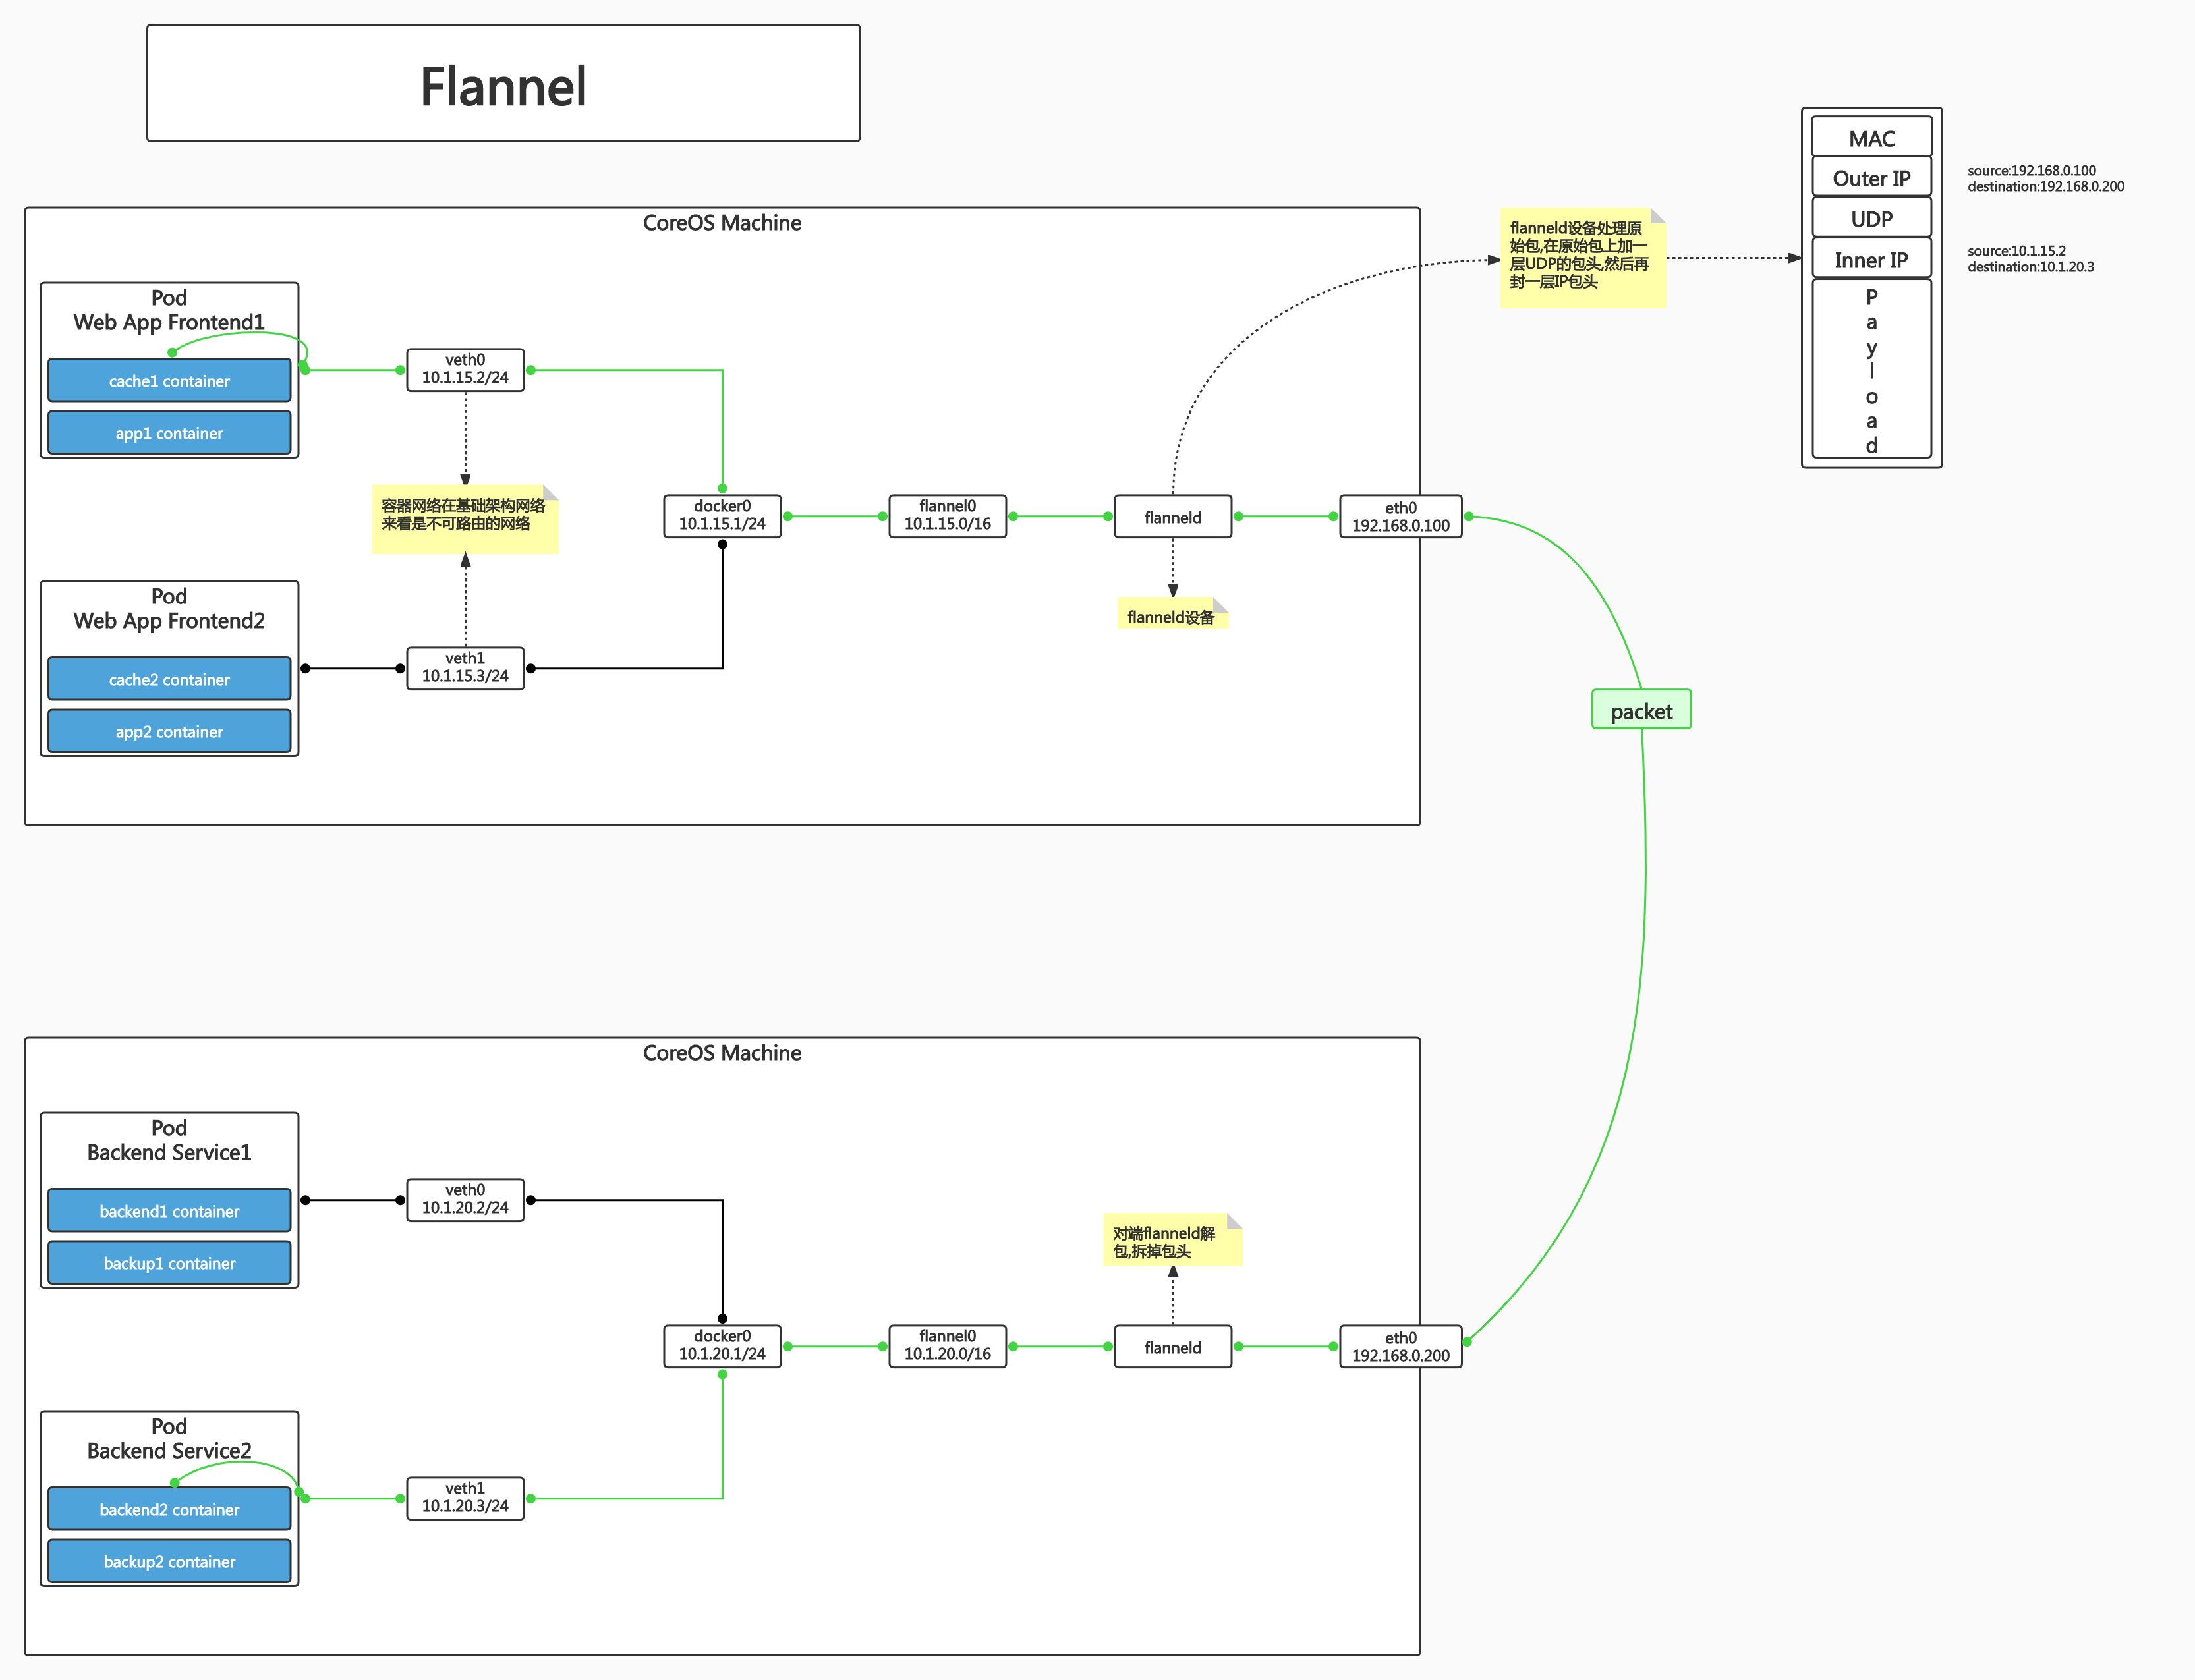 Flannel
MAC
Outer IP
source:192.168.0.100
destination:192.168.0.200
UDP
Inner IP
source:10.1.15.2
destination:10.1.20.3
P
a
y
l
o
a
d
flanneld设备处理原
始包,在原始包上加一
层UDP的包头,然后再
封一层IP包头
CoreOS Machine
Pod
Web App Frontend1
cache1 container
app1 container
veth0
10.1.15.2/24
容器网络在基础架构网络
来看是不可路由的网络
docker0
10.1.15.1/24
flannel0
10.1.15.0/16
flanneld
eth0
192.168.0.100
flanneld设备
Pod
Web App Frontend2
cache2 container
app2 container
veth1
10.1.15.3/24
packet
CoreOS Machine
Pod
Backend Service1
backend1 container
backup1 container
veth0
10.1.20.2/24
对端flanneld解
包,拆掉包头
docker0
10.1.20.1/24
flannel0
10.1.20.0/16
flanneld
eth0
192.168.0.200
Pod
Backend Service2
backend2 container
backup2 container
veth1
10.1.20.3/24